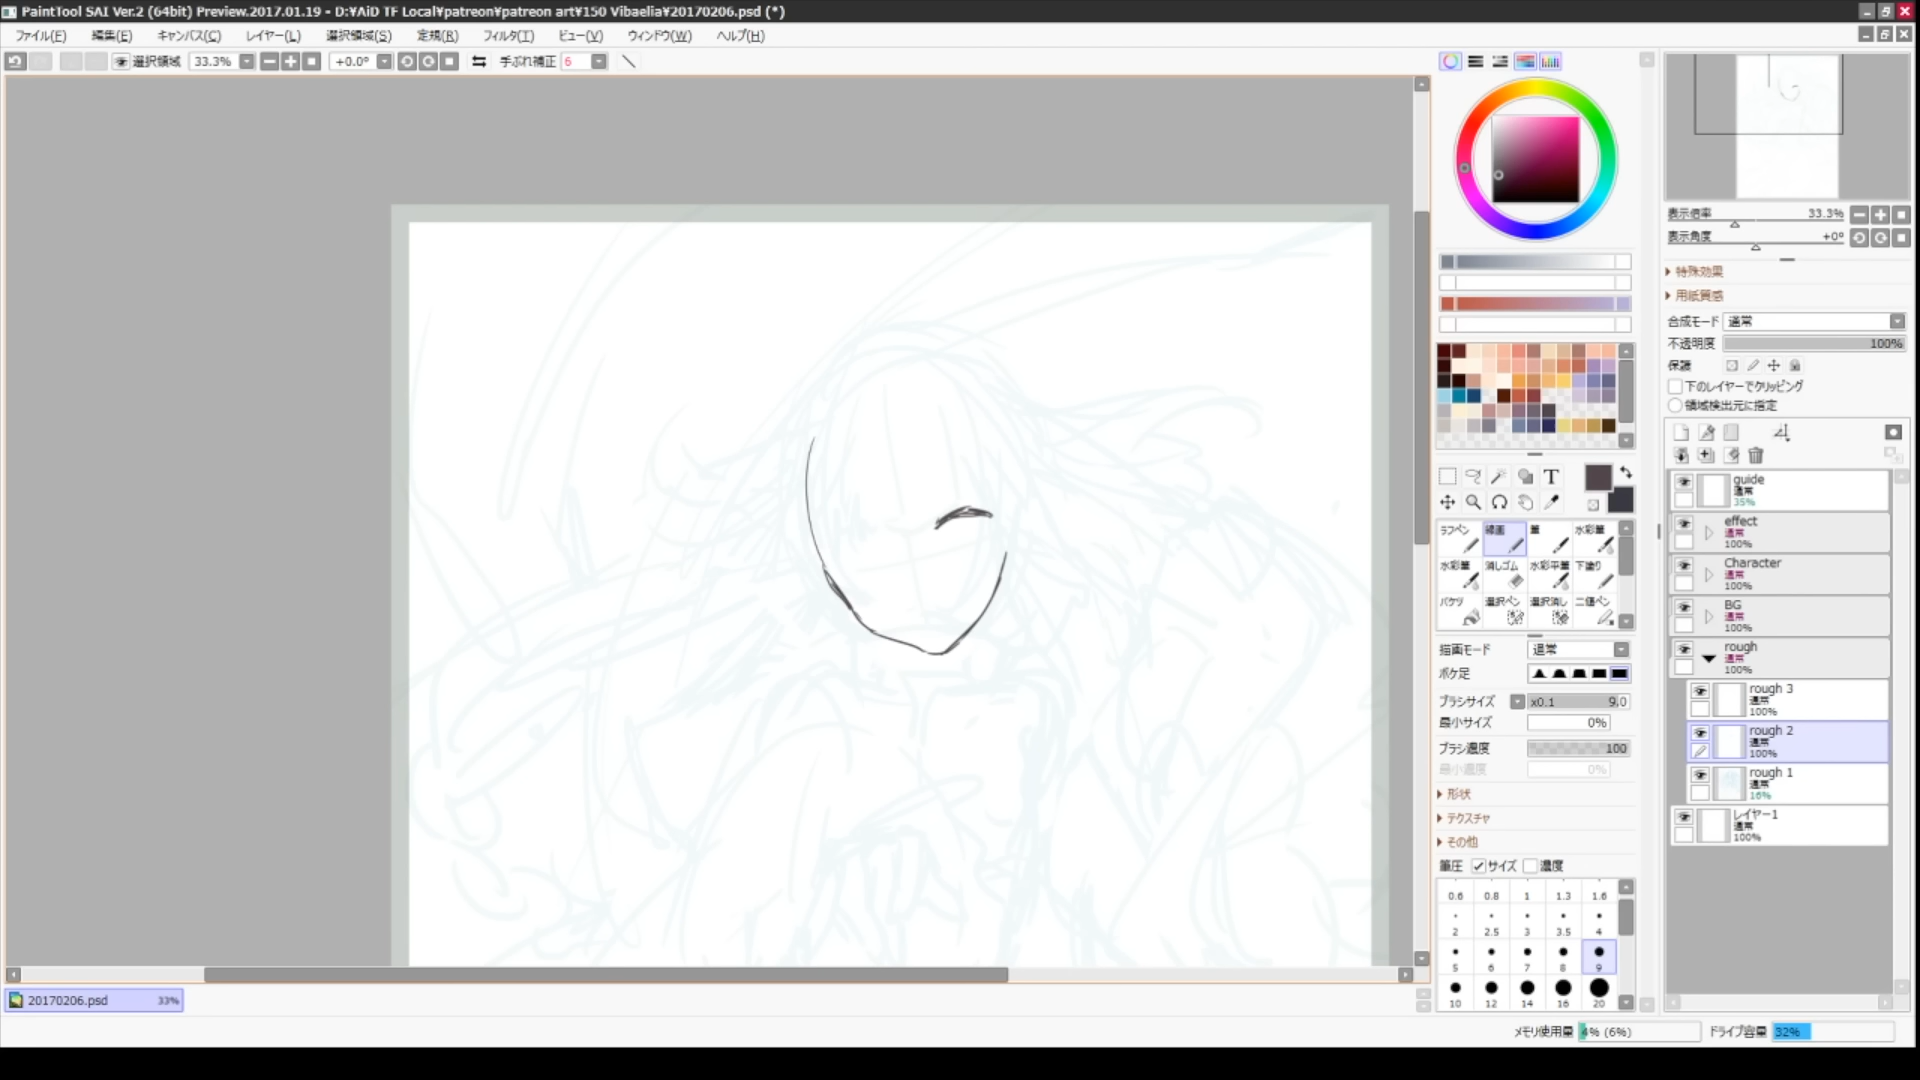 PaintTool SAI Ver.2 (64bit) Preview.2017.01.19 - D:¥AiD TF Local¥patreon¥patreon art¥150 Vibaelia¥20170206.psd (*)
ファイル(F) 編集(E) キャンバス(C) レイヤー(L) 選択領域(S) 定規(R) フィルタ(T) ビュー(V) ウィンドウ(W) ヘルプ(H)
選択領域 33.3% +0.0° 手ぶれ補正 6
表示倍率 33.3%
表示角度 +0°
特殊効果
用紙質感
合成モード 通常
不透明度 100%
保護
下のレイヤーでクリッピング
領域検出元に指定
guide
通常
35%
effect
通常
100%
Character
通常
100%
BG
通常
100%
rough
通常
100%
rough 3
通常
100%
rough 2
通常
100%
rough 1
通常
16%
レイヤー1
通常
100%
T
ラフペン 線画 筆 水彩筆
水彩筆 消しゴム 水彩平筆 下塗り
バケツ 選択ペン 選択消し 二値ペン
描画モード 通常
ボケ足
ブラシサイズ x0.1 9.0
最小サイズ 0%
ブラシ濃度 100
最小濃度 0%
形状
テクスチャ
その他
筆圧 サイズ 濃度
0.6 0.8 1 1.3 1.6
2 2.5 3 3.5 4
5 6 7 8 9
10 12 14 16 20
20170206.psd 33%
メモリ使用量 4% (6%) ドライブ容量 32%